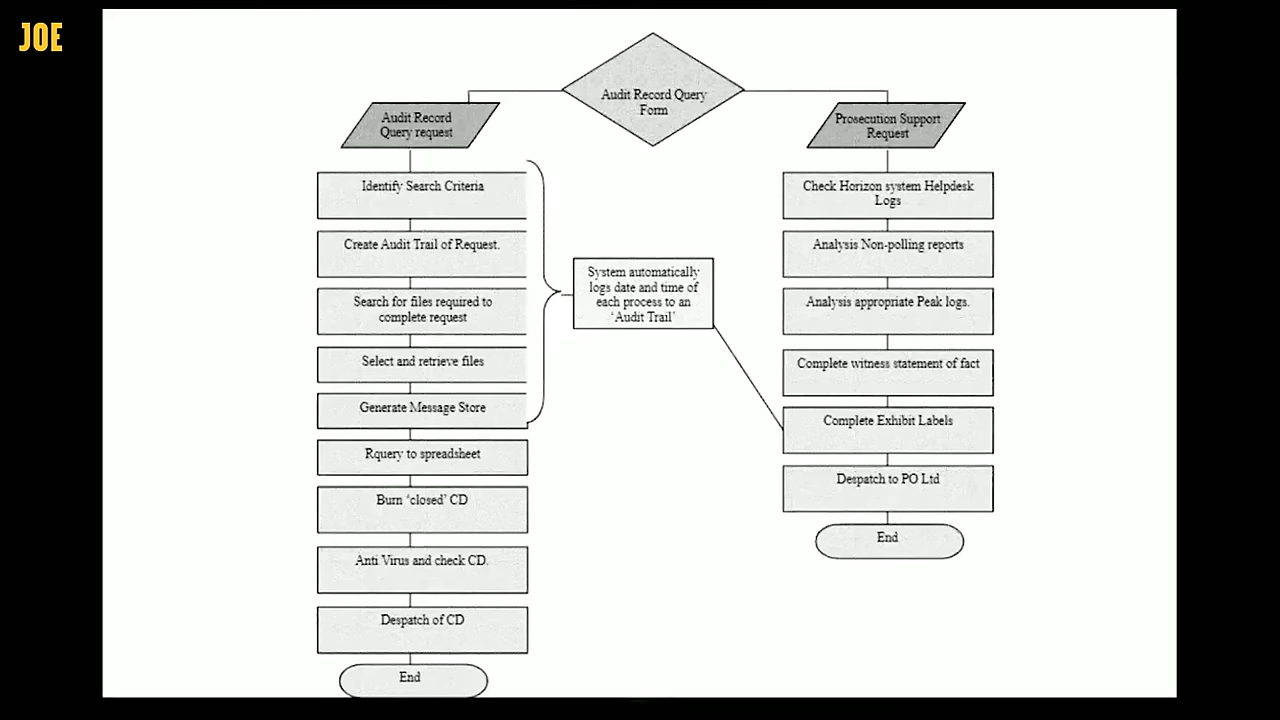 JOE
Audit Record Query
Form
Audit Record
Query request
Identify Search Criteria
Create Audit Trail of Request.
Search for files required to
complete request
Select and retrieve files
Generate Message Store
Rquery to spreadsheet
Burn ‘closed’ CD
Anti Virus and check CD.
Despatch of CD
End
System automatically
logs date and time of
each process to an
‘Audit Trail’
Prosecution Support
Request
Check Horizon system Helpdesk
Logs
Analysis Non-polling reports
Analysis appropriate Peak logs.
Complete witness statement of fact
Complete Exhibit Labels
Despatch to PO Ltd
End